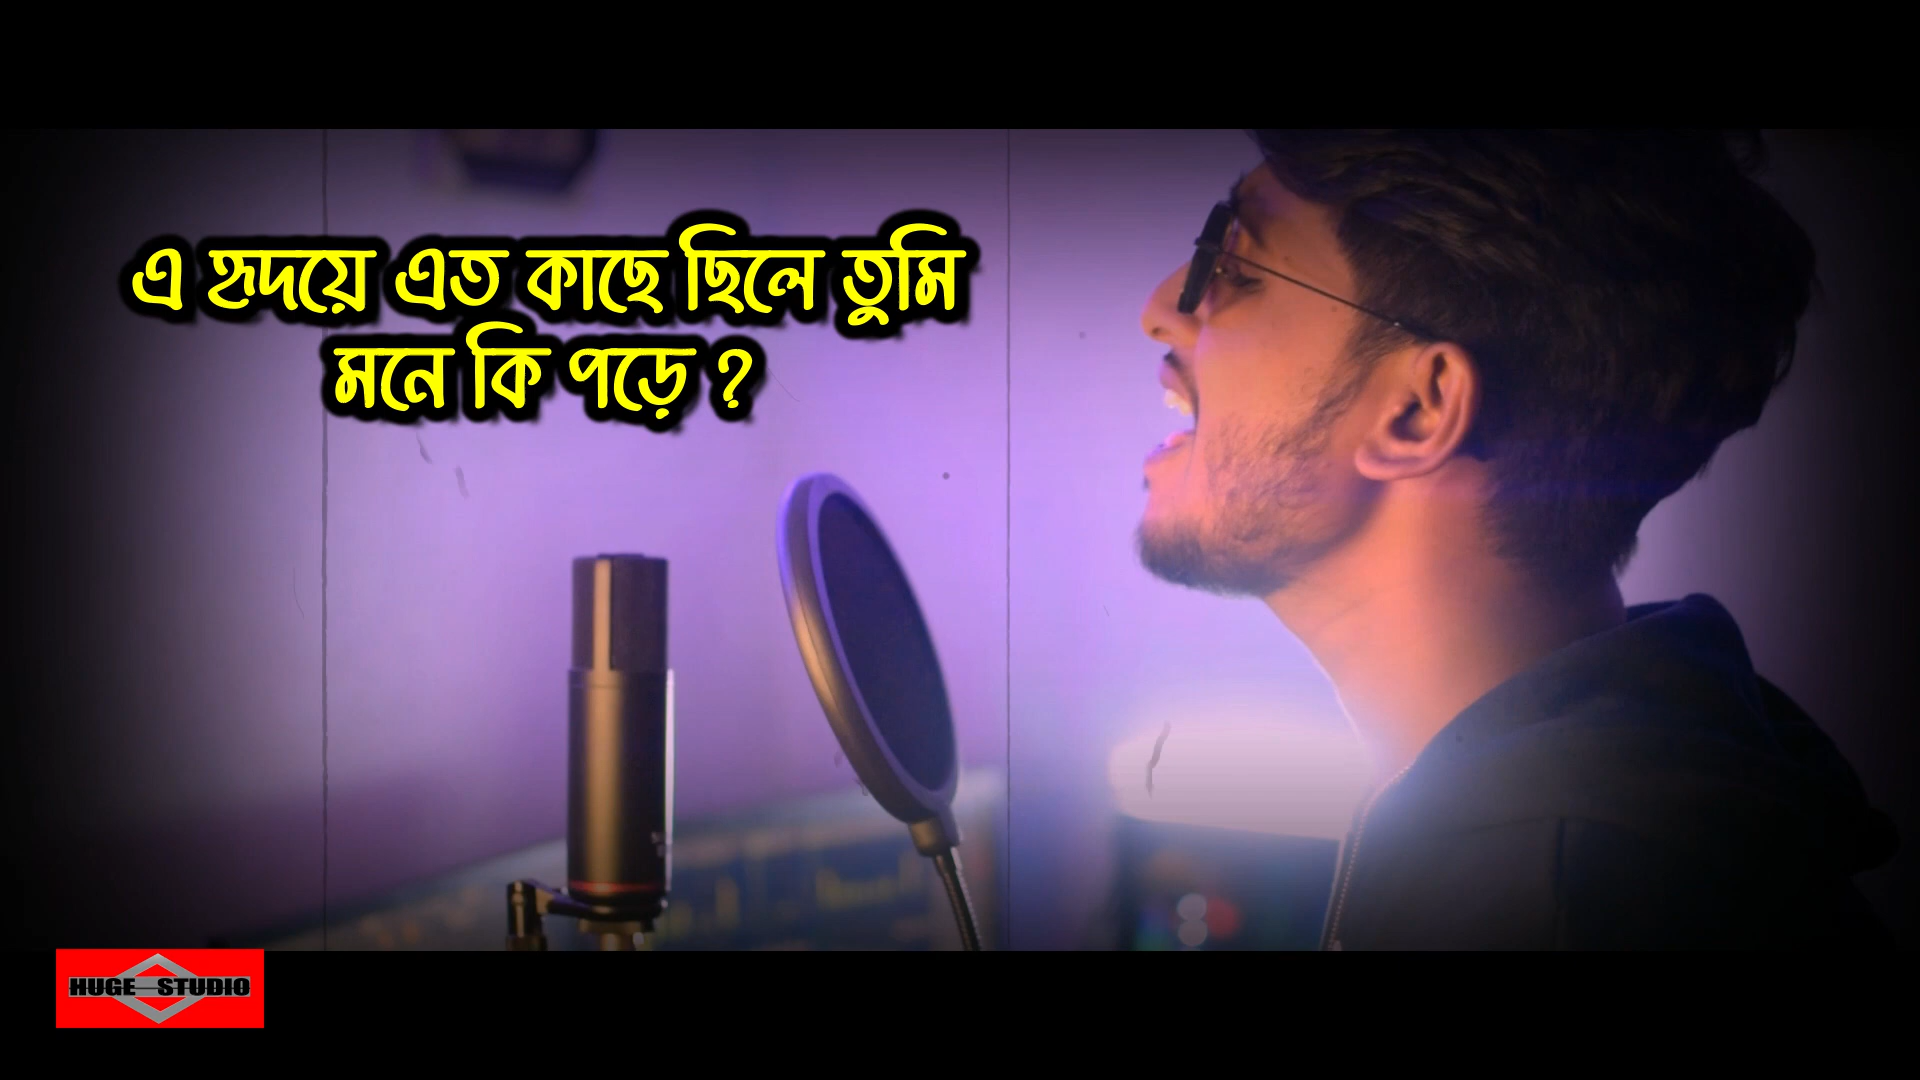 এ হৃদয়ে এত কাছে ছিলে তুমি
মনে কি পড়ে ?
HUGE STUDIO